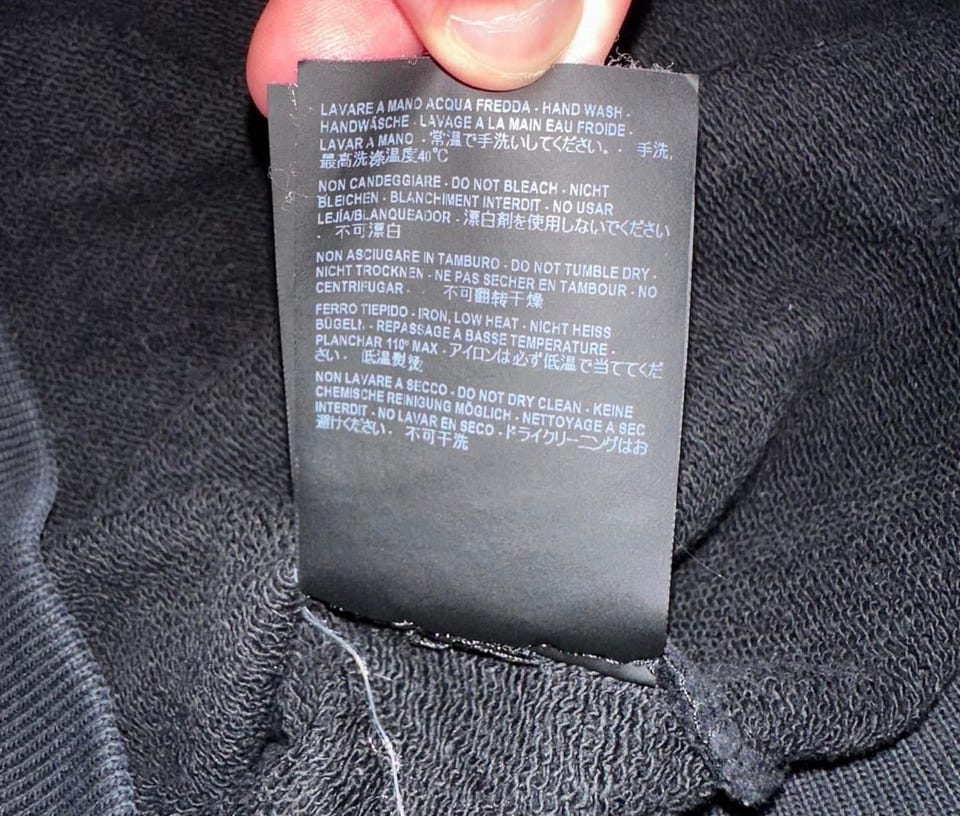 LAVARE A MANO ACQUA FREDDA - HAND WASH -
HANDWÄSCHE - LAVAGE A LA MAIN EAU FROIDE -
LAVAR A MANO - 常温で手洗いしてください。 - 手洗,
最高洗涤温度40°C
NON CANDEGGIARE - DO NOT BLEACH - NICHT
BLEICHEN - BLANCHIMENT INTERDIT - NO USAR
LEJÍA/BLANQUEADOR - 漂白剤を使用しないでください
- 不可漂白
NON ASCIUGARE IN TAMBURO - DO NOT TUMBLE DRY -
NICHT TROCKNEN - NE PAS SECHER EN TAMBOUR - NO
CENTRIFUGAR - 不可翻转干燥
FERRO TIEPIDO - IRON, LOW HEAT - NICHT HEISS
BÜGELN - REPASSAGE A BASSE TEMPERATURE -
PLANCHAR 110° MAX - アイロンは必ず低温で当ててくだ
さい - 低温熨烫
NON LAVARE A SECCO - DO NOT DRY CLEAN - KEINE
CHEMISCHE REINIGUNG MÖGLICH - NETTOYAGE A SEC
INTERDIT - NO LAVAR EN SECO - ドライクリーニングはお
避けください - 不可干洗